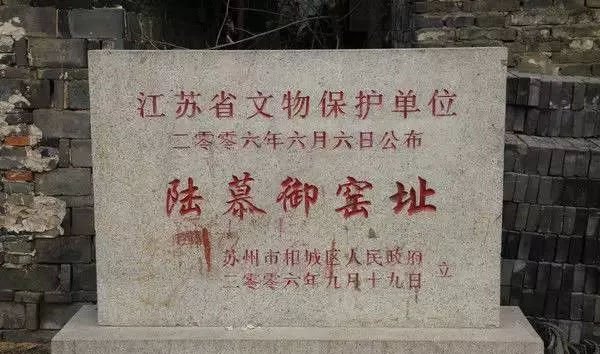 江苏省文物保护单位
二零零六年六月六日公布
陆慕御窑址
苏州市相城区人民政府
二零零六年九月十九日 立